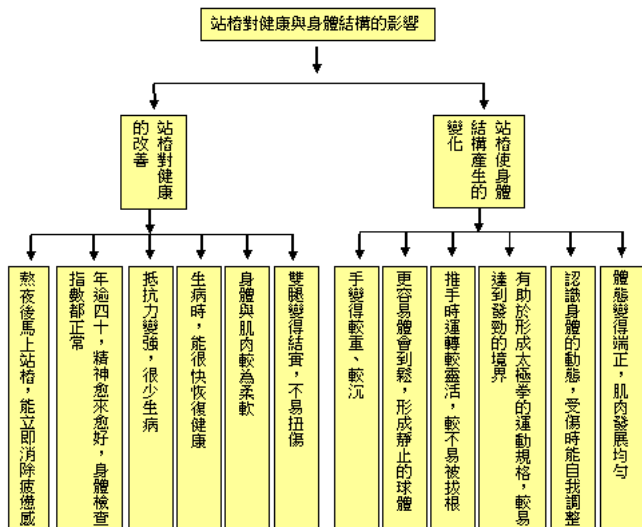 站樁對健康與身體結構的影響
站樁對健康
的改善
站樁使身體
結構產生的
變化
熬夜後馬上站樁，能立即消除疲憊感
年逾四十，精神愈來愈好，身體檢查
指數都正常
抵抗力變強，很少生病
生病時，能很快恢復健康
身體與肌肉較為柔軟
雙腿變得結實，不易扭傷
手變得較重、較沉
更容易體會到鬆，形成靜止的球體
推手時運轉較靈活，較不易被拔根
有助於形成太極拳的運動規格，較易
達到發勁的境界
認識身體的動態，受傷時能自我調整
體態變得端正，肌肉發展均勻